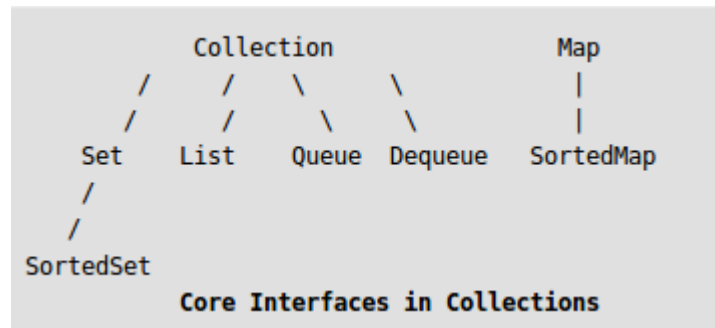 Collection Map
/ / \ \ |
/ / \ \ |
Set List Queue Dequeue SortedMap
/
/
SortedSet
Core Interfaces in Collections